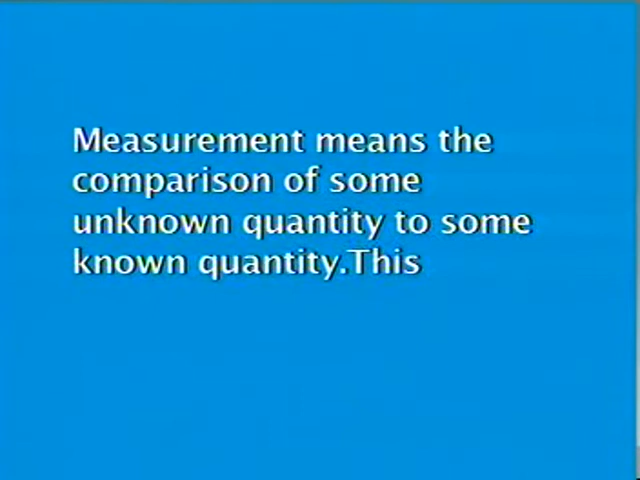 Measurement means the
comparison of some
unknown quantity to some
known quantity.This